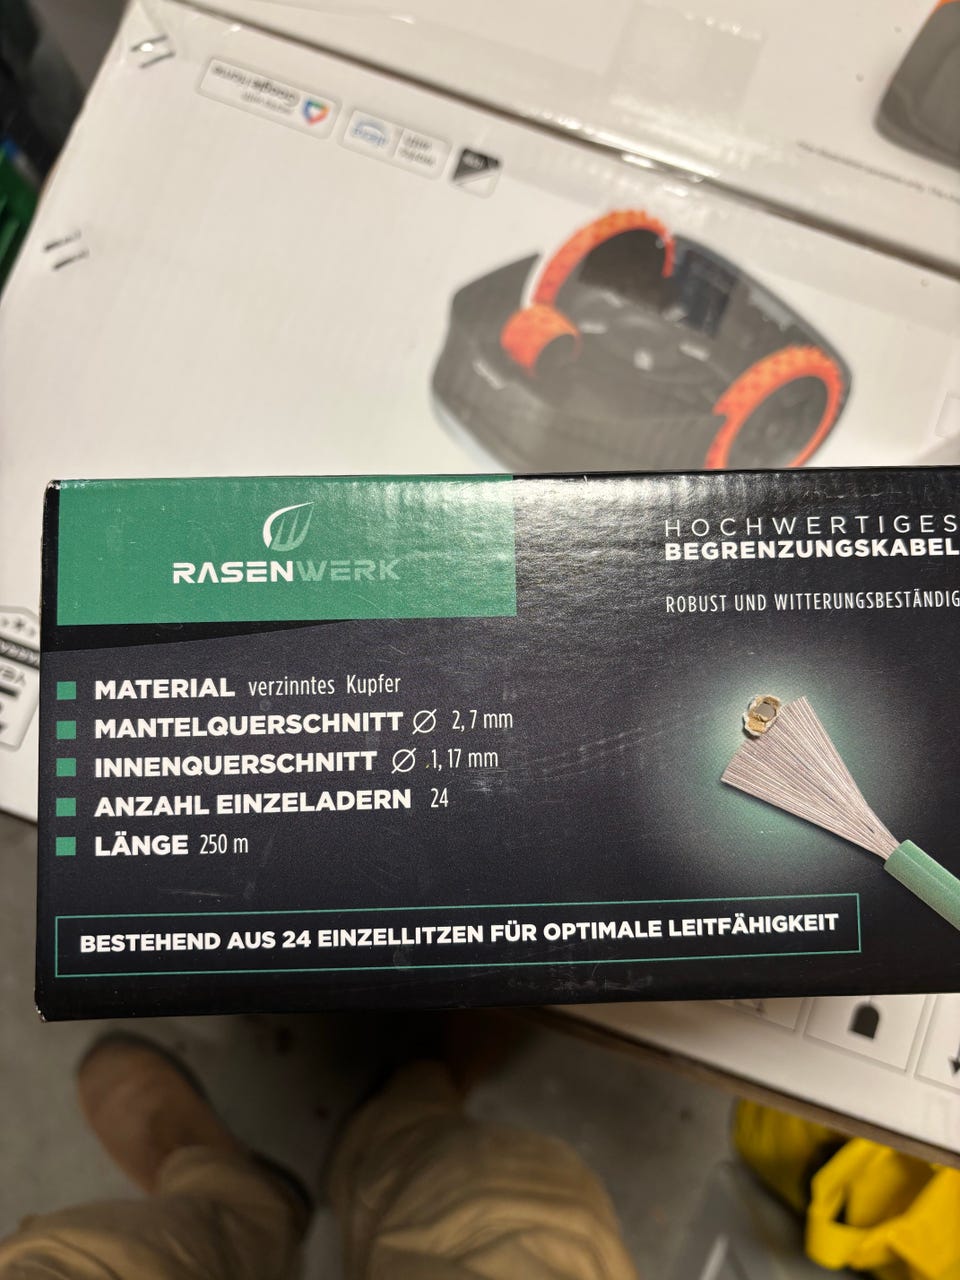 RASENWERK
HOCHWERTIGES
BEGRENZUNGSKABEL
ROBUST UND WITTERUNGSBESTÄNDIG
MATERIAL verzinntes Kupfer
MANTELQUERSCHNITT Ø 2,7 mm
INNENQUERSCHNITT Ø 1,17 mm
ANZAHL EINZELADERN 24
LÄNGE 250 m
BESTEHEND AUS 24 EINZELLITZEN FÜR OPTIMALE LEITFÄHIGKEIT